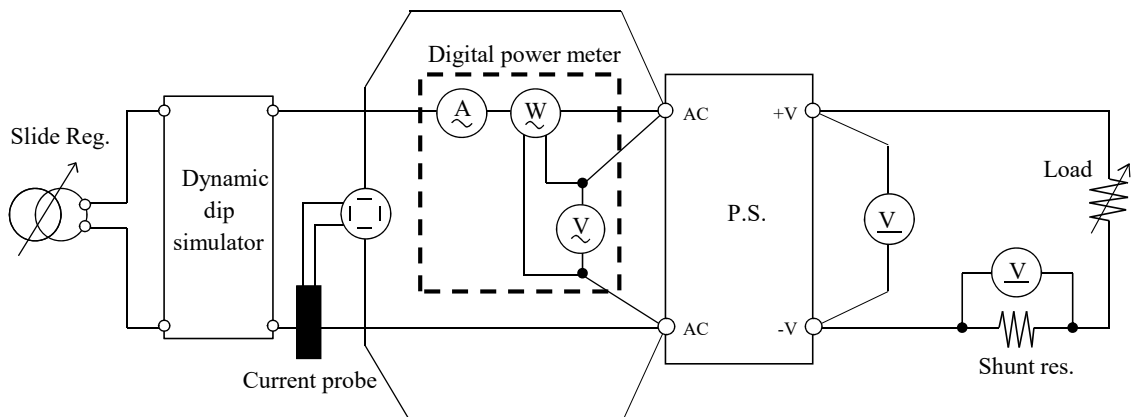 Digital power meter
Slide Reg.
Dynamic
dip
simulator
Current probe
A
W
V
AC
AC
P.S.
+V
-V
V
V
Load
Shunt res.